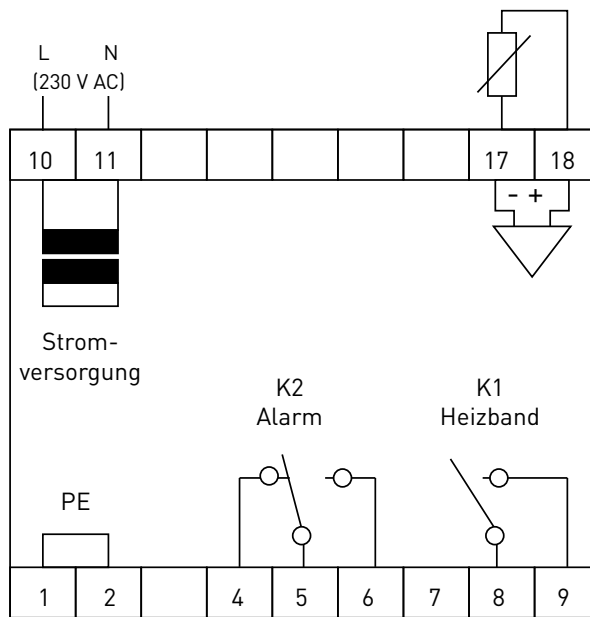 L N
(230 V AC)
10 11 17 18
- +
Strom-
versorgung
K2 K1
Alarm Heizband
PE
1 2 4 5 6 7 8 9